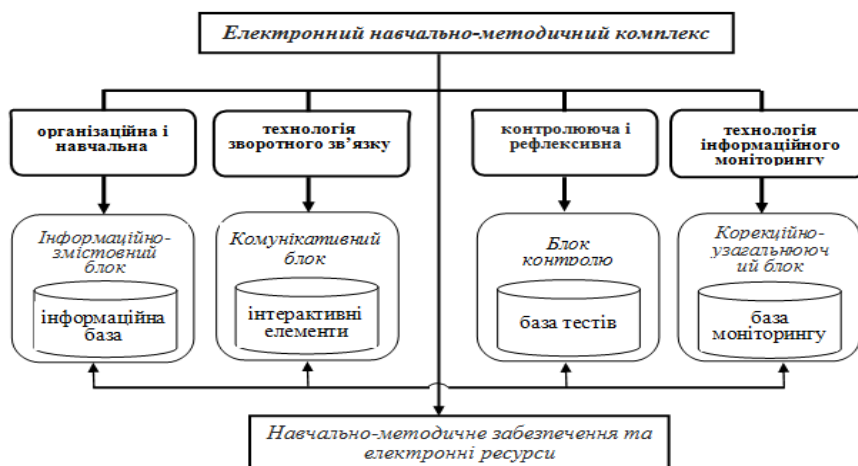 Електронний навчально-методичний комплекс
організаційна і
навчальна
технологія
зворотного зв’язку
контролююча і
рефлексивна
технологія
інформаційного
моніторингу
Інформаційно-
змістовний
блок
інформаційна
база
Комунікативний
блок
інтерактивні
елементи
Блок
контролю
база тестів
Корекційно-
узагальнююч
ий блок
база
моніторингу
Навчально-методичне забезпечення та
електронні ресурси